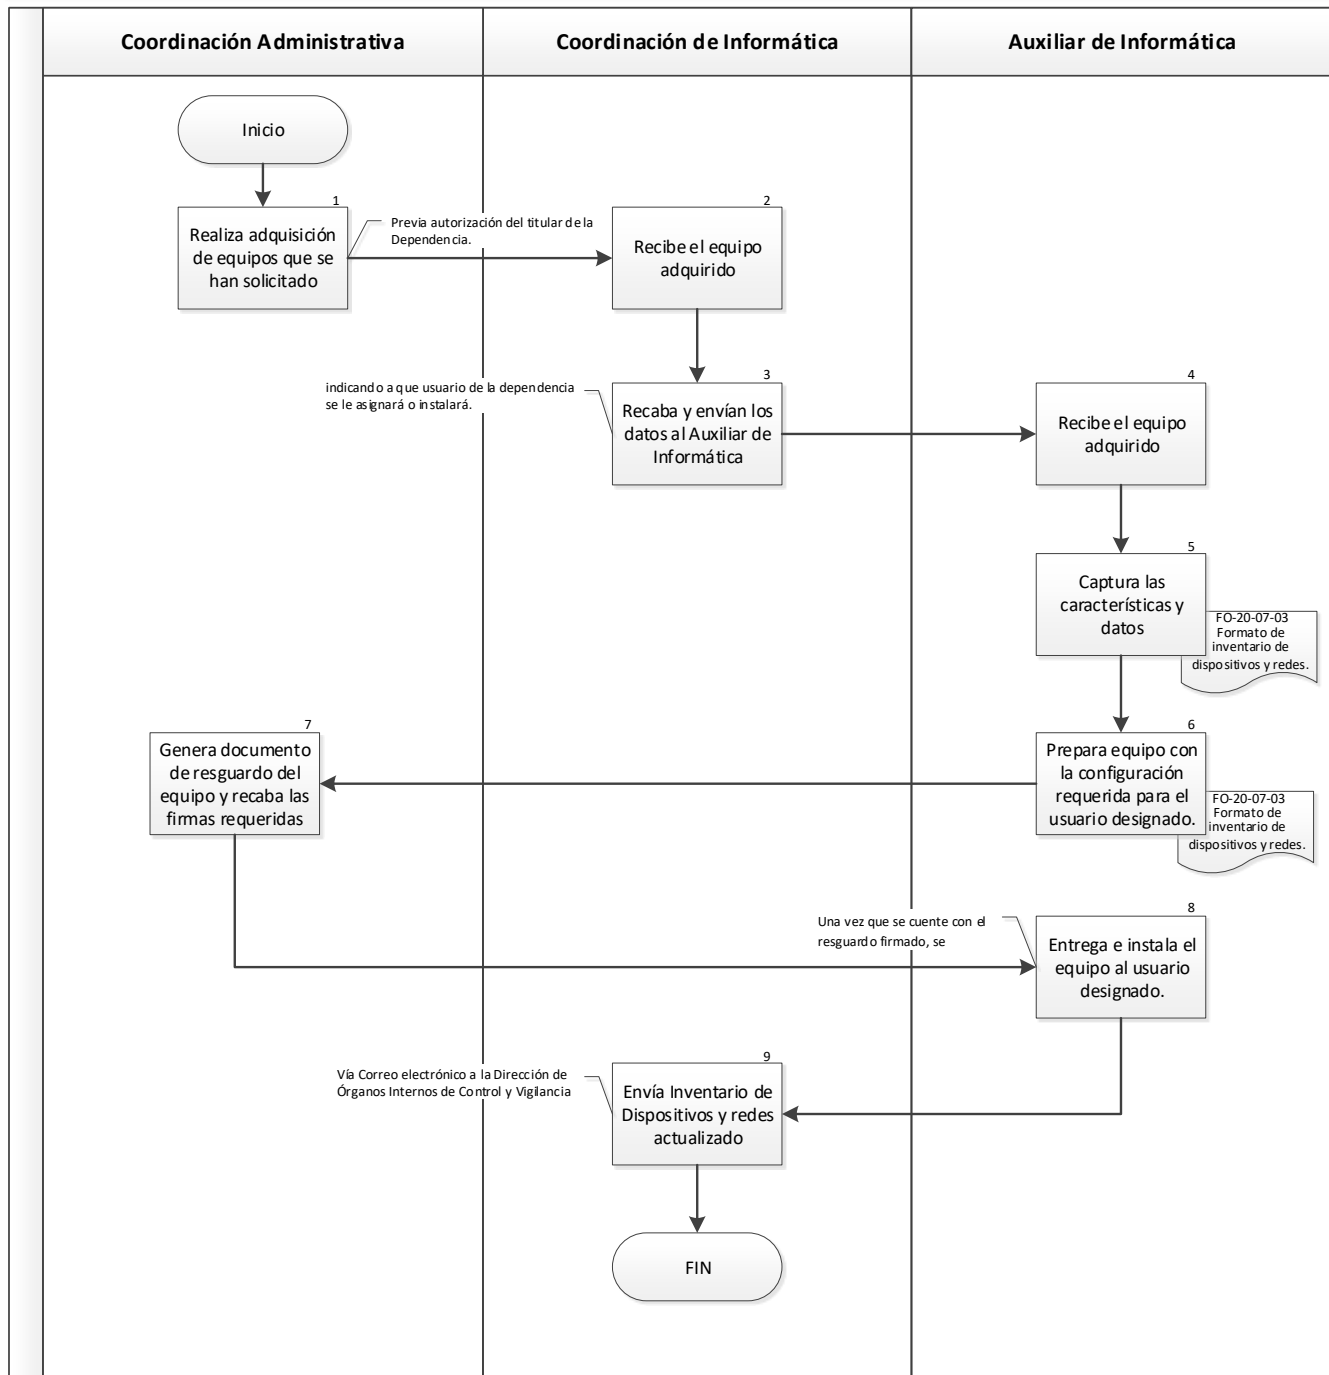 Coordinación Administrativa
Coordinación de Informática
Auxiliar de Informática
Inicio
1
Realiza adquisición
de equipos que se
han solicitado
Previa autorización del titular de la
Dependencia.
2
Recibe el equipo
adquirido
indicando a que usuario de la dependencia
se le asignará o instalará.
3
Recaba y envían los
datos al Auxiliar de
Informática
4
Recibe el equipo
adquirido
5
Captura las
características y
datos
FO-20-07-03
Formato de
inventario de
dispositivos y redes.
6
Prepara equipo con
la configuración
requerida para el
usuario designado.
FO-20-07-03
Formato de
inventario de
dispositivos y redes.
7
Genera documento
de resguardo del
equipo y recaba las
firmas requeridas
Una vez que se cuente con el
resguardo firmado, se
8
Entrega e instala el
equipo al usuario
designado.
Vía Correo electrónico a la Dirección de
Órganos Internos de Control y Vigilancia
9
Envía Inventario de
Dispositivos y redes
actualizado
FIN